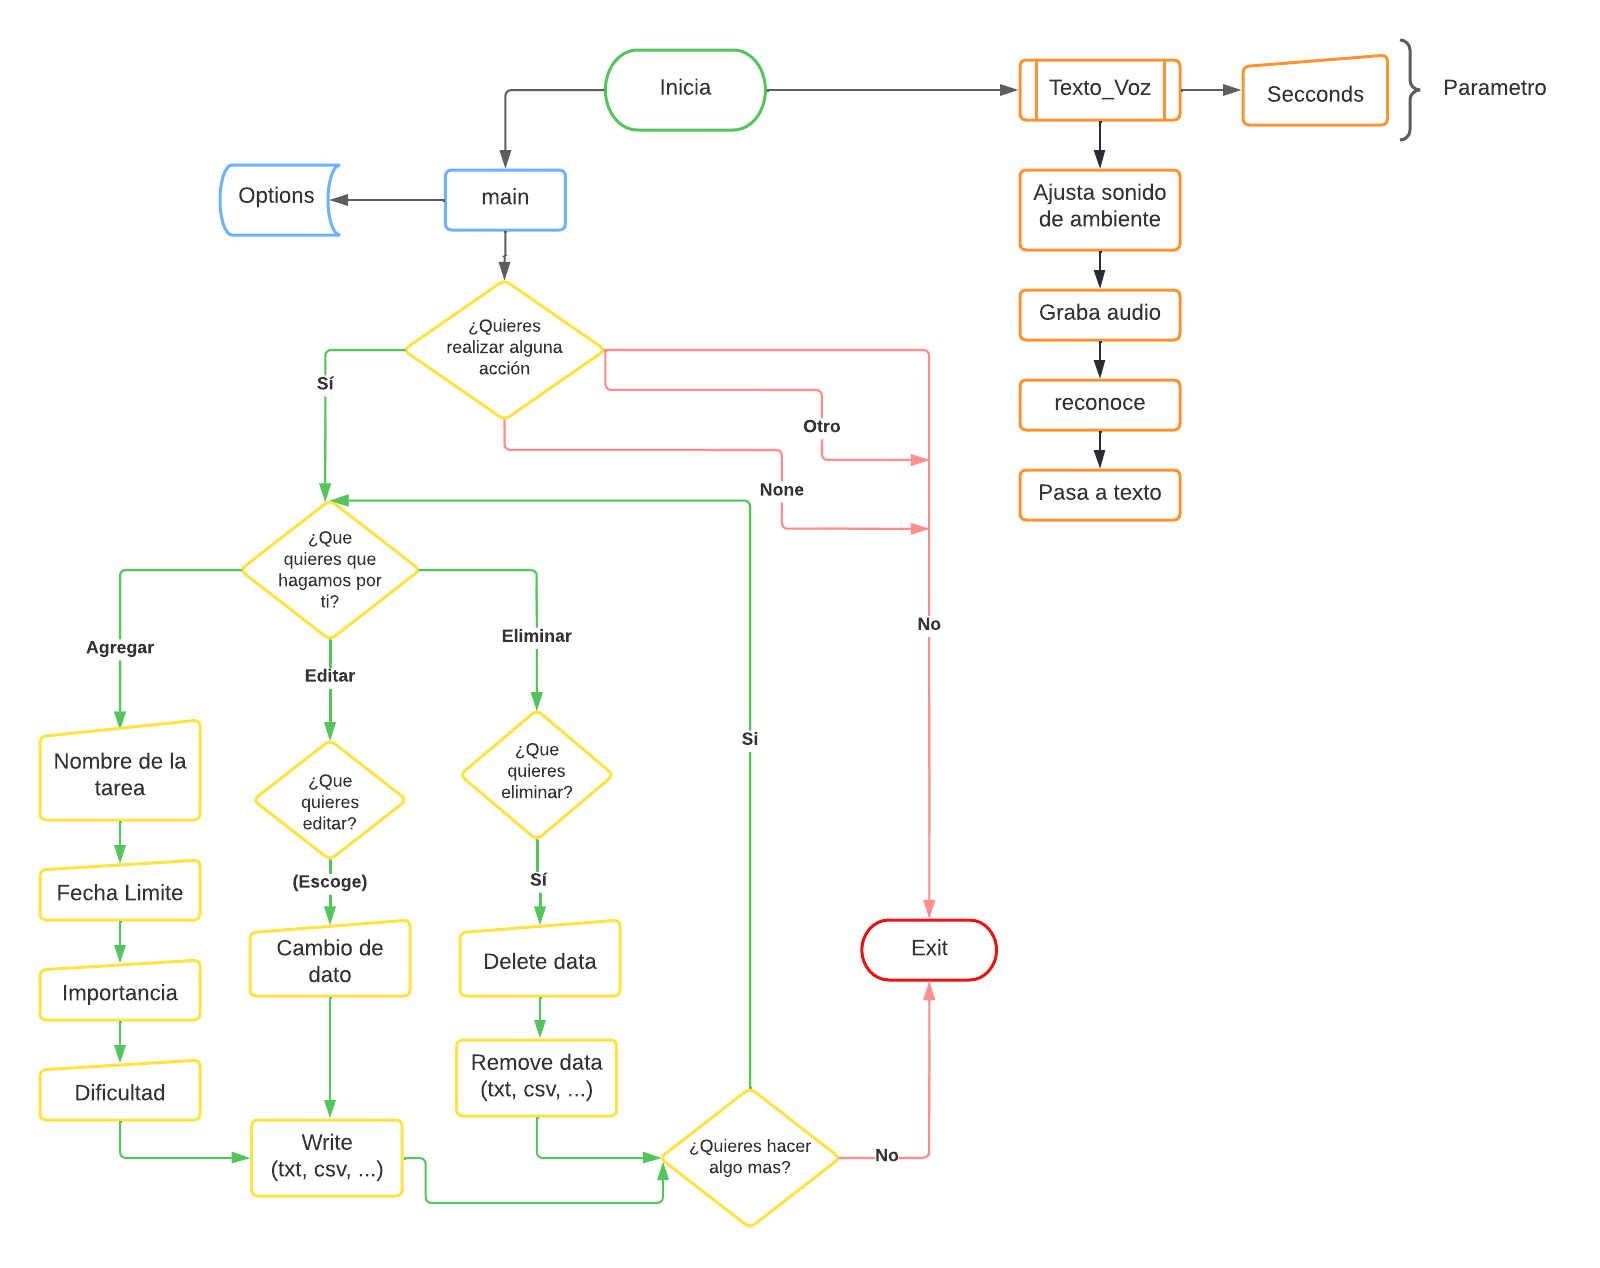 Inicia
Texto_Voz
Secconds
Parametro
Options
main
Ajusta sonido
de ambiente
Graba audio
reconoce
Pasa a texto
¿Quieres
realizar alguna
acción
Sí
Otro
None
No
¿Que
quieres que
hagamos por
ti?
Agregar
Editar
Eliminar
Si
Nombre de la
tarea
Fecha Limite
Importancia
Dificultad
¿Que
quieres
editar?
(Escoge)
Cambio de
dato
Write
(txt, csv, ...)
¿Que
quieres
eliminar?
Sí
Delete data
Remove data
(txt, csv, ...)
¿Quieres hacer
algo mas?
No
Exit